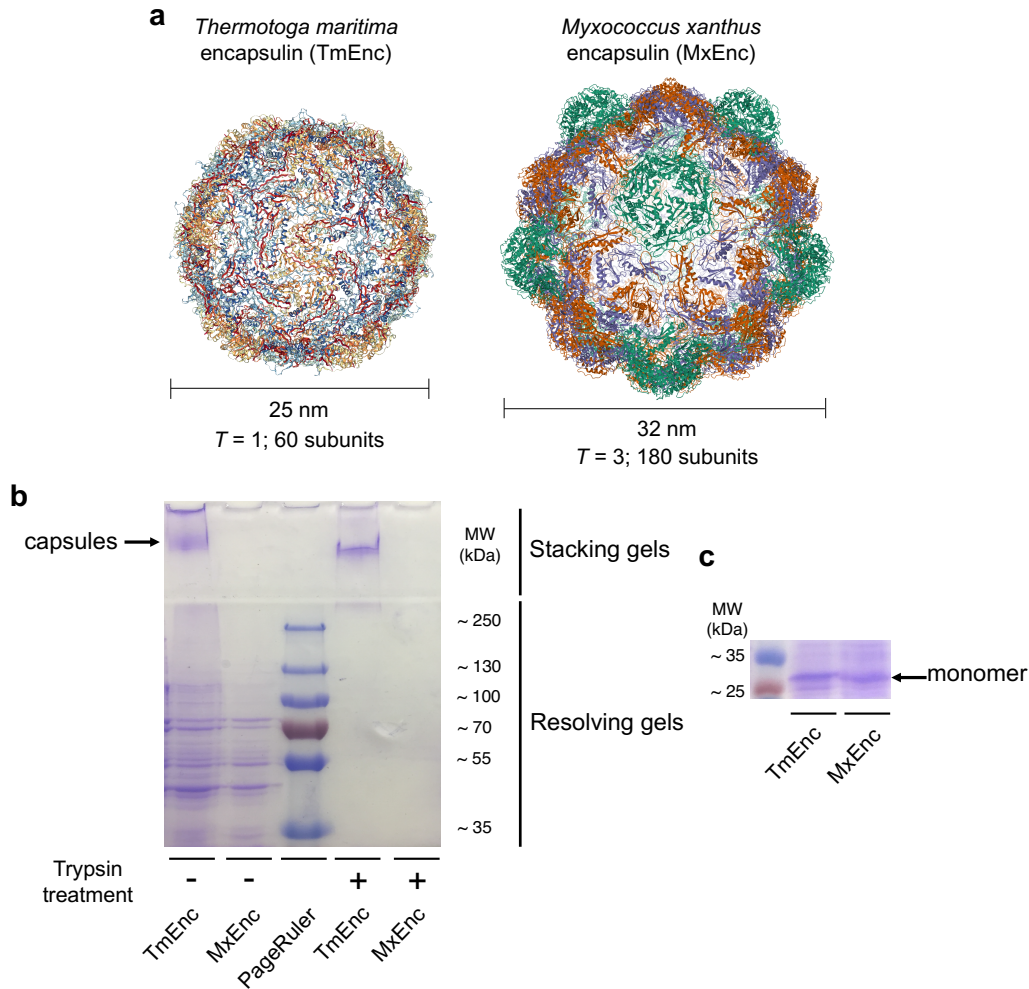 a
Thermotoga maritima
encapsulin (TmEnc)
Myxococcus xanthus
encapsulin (MxEnc)
25 nm
T = 1; 60 subunits
32 nm
T = 3; 180 subunits
b
capsules
MW
(kDa)
Stacking gels
~ 250
~ 130
~ 100
~ 70
~ 55
~ 35
Resolving gels
Trypsin
treatment
- - + +
TmEnc
MxEnc
PageRuler
TmEnc
MxEnc
c
MW
(kDa)
~ 35
~ 25
monomer
TmEnc
MxEnc